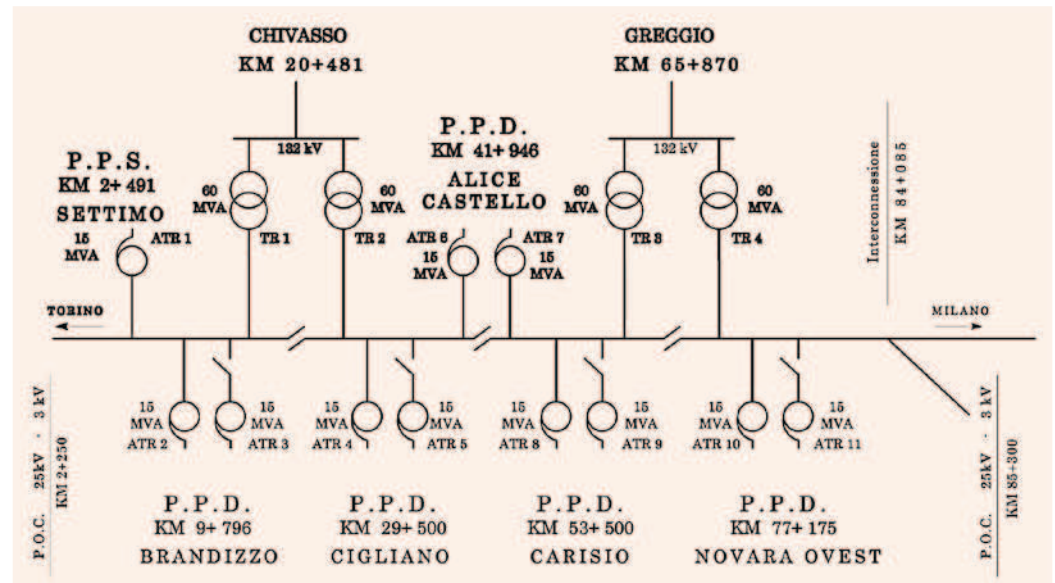 CHIVASSO
KM 20+481
GREGGIO
KM 65+870
P.P.S.
KM 2+491
SETTIMO
15
MVA
ATR 1
132 kV
60
MVA
TR 1
60
MVA
TR 2
P.P.D.
KM 41+946
ALICE
CASTELLO
ATR 6
15
MVA
ATR 7
15
MVA
132 kV
60
MVA
TR 3
60
MVA
TR 4
Interconnessione
KM 84+085
TORINO
MILANO
P.O.C. 25kV - 3 kV
KM 2+250
15
MVA
ATR 2
15
MVA
ATR 3
15
MVA
ATR 4
15
MVA
ATR 5
15
MVA
ATR 8
15
MVA
ATR 9
15
MVA
ATR 10
15
MVA
ATR 11
P.O.C. 25kV - 3 kV
KM 85+300
P.P.D.
KM 9+796
BRANDIZZO
P.P.D.
KM 29+500
CIGLIANO
P.P.D.
KM 53+500
CARISIO
P.P.D.
KM 77+175
NOVARA OVEST